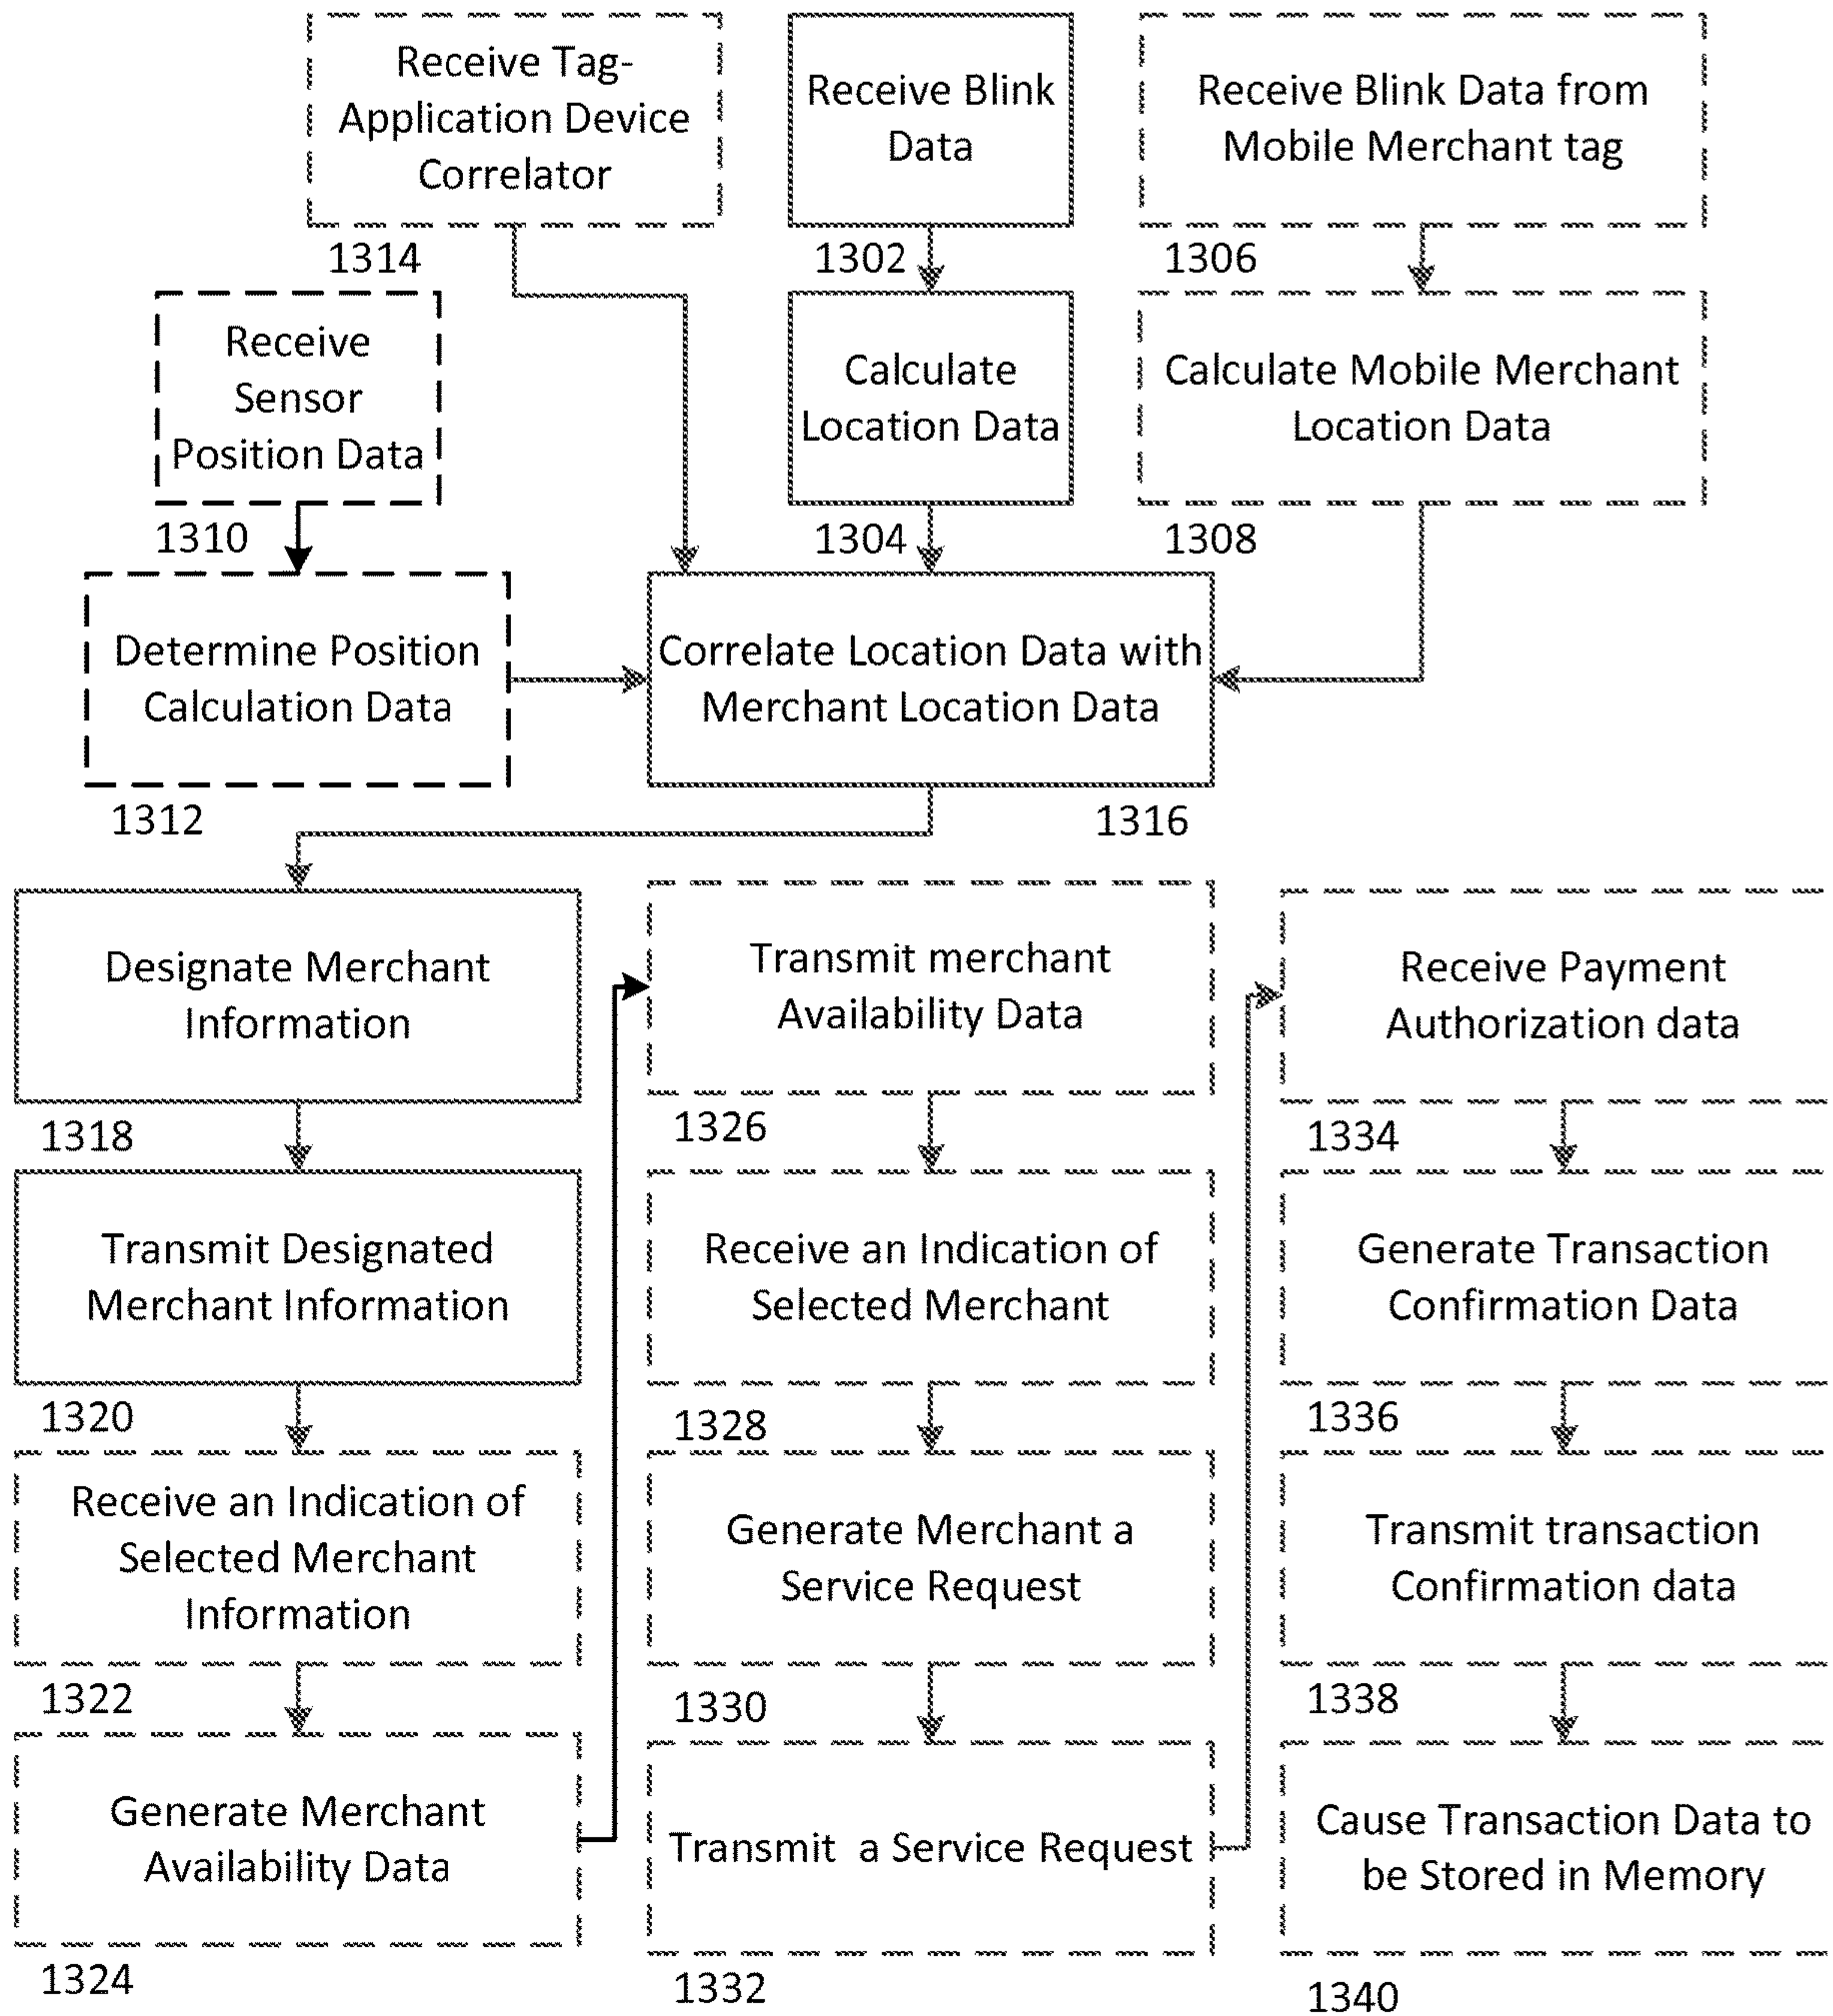 Receive Tag-
Application Device
Correlator
1314
Receive Blink
Data
1302
Receive Blink Data from
Mobile Merchant tag
1306
Receive
Sensor
Position Data
1310
Calculate
Location Data
1304
Calculate Mobile Merchant
Location Data
1308
Determine Position
Calculation Data
1312
Correlate Location Data with
Merchant Location Data
1316
Designate Merchant
Information
1318
Transmit Designated
Merchant Information
1320
Receive an Indication of
Selected Merchant
Information
1322
Generate Merchant
Availability Data
1324
Transmit merchant
Availability Data
1326
Receive an Indication of
Selected Merchant
1328
Generate Merchant a
Service Request
1330
Transmit a Service Request
1332
Receive Payment
Authorization data
1334
Generate Transaction
Confirmation Data
1336
Transmit transaction
Confirmation data
1338
Cause Transaction Data to
be Stored in Memory
1340